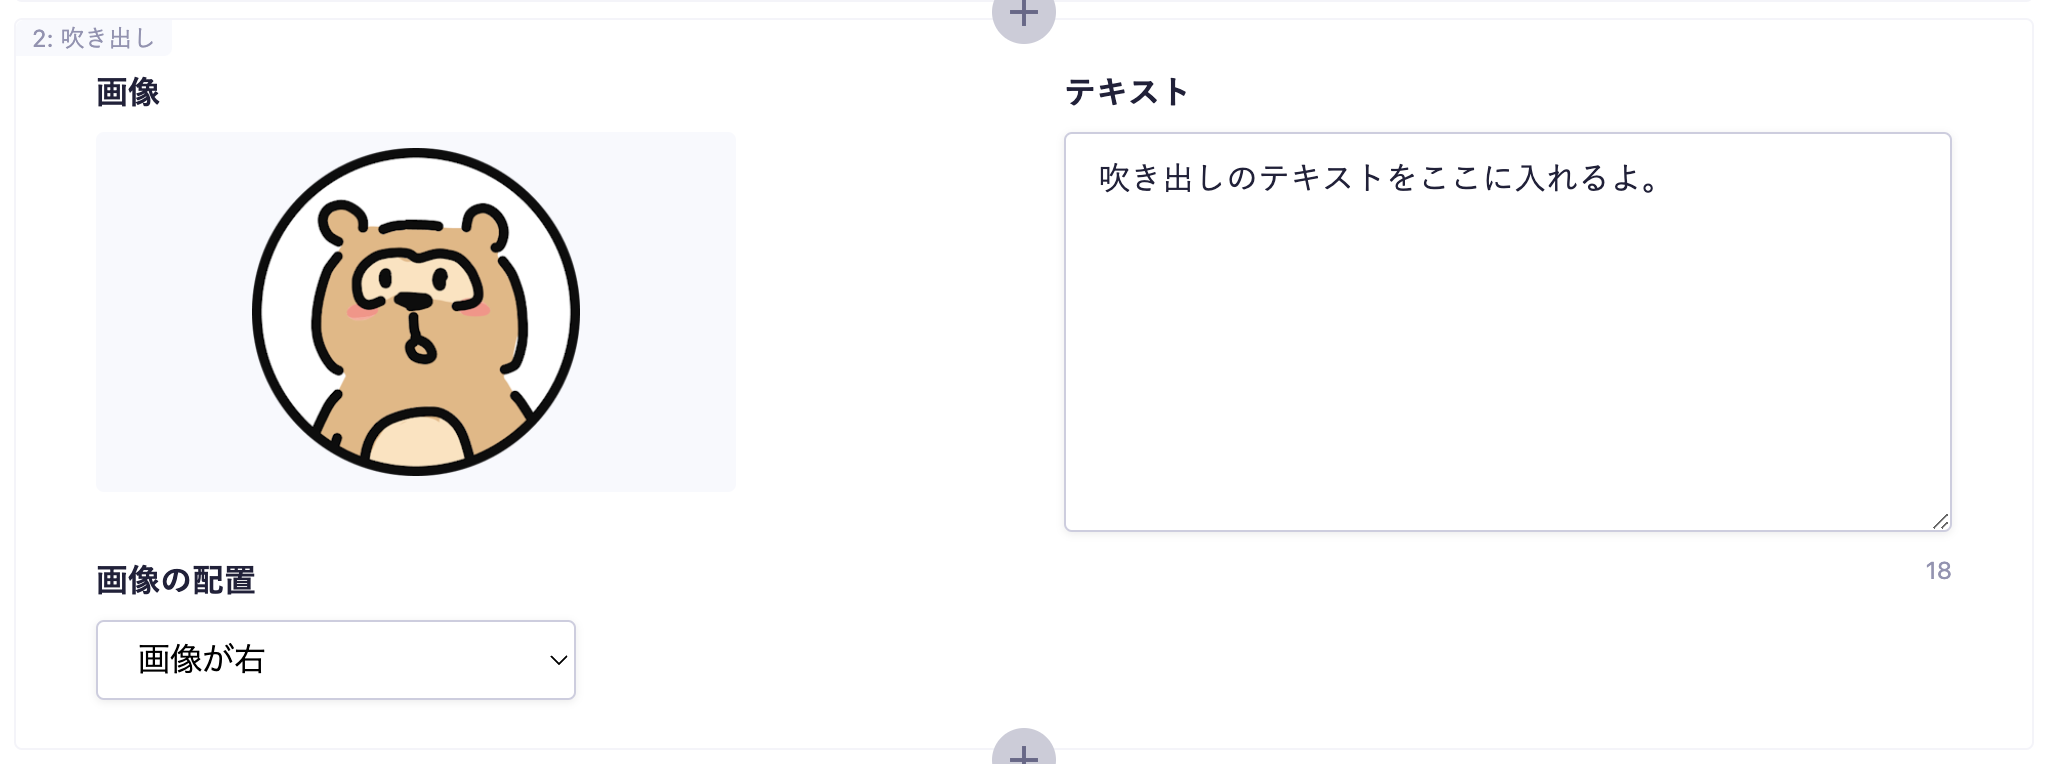 2: 吹き出し
画像
テキスト
吹き出しのテキストをここに入れるよ。
18
画像の配置
画像が右